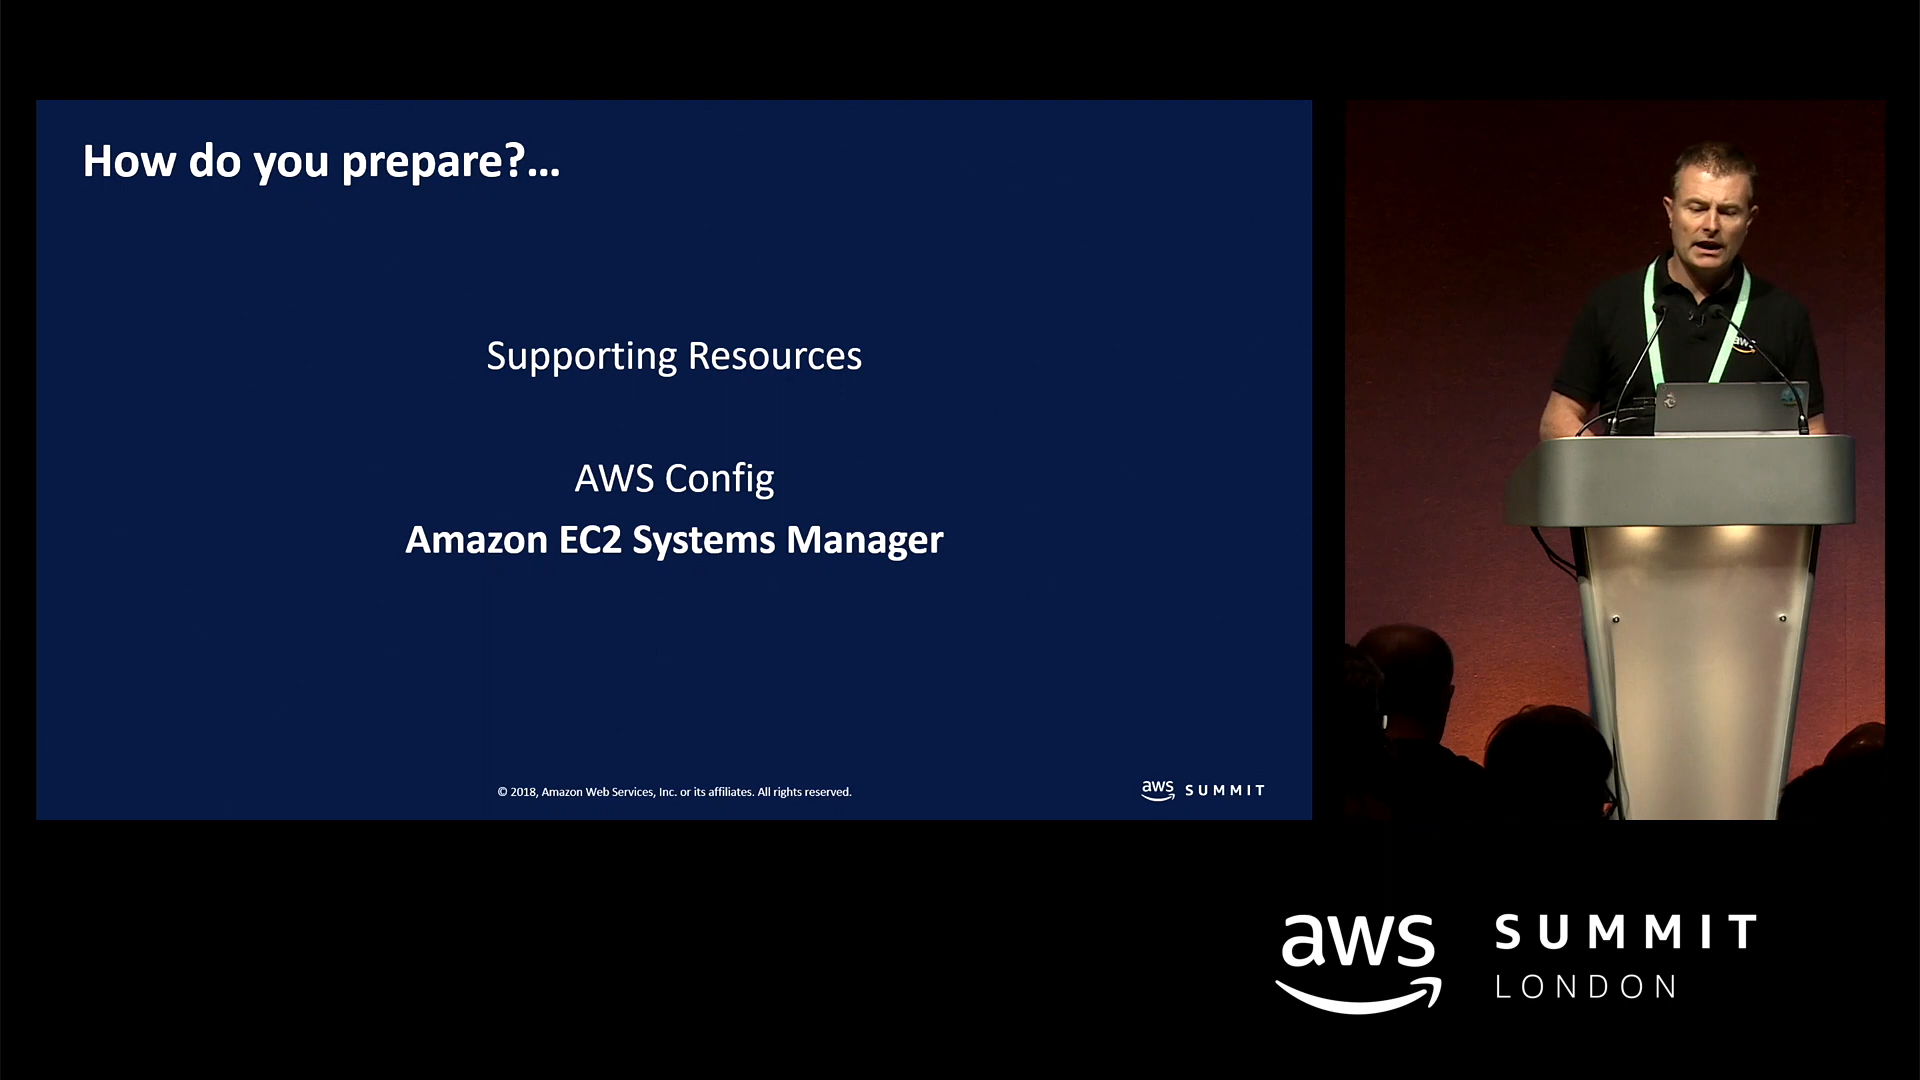 How do you prepare?...
Supporting Resources
AWS Config
Amazon EC2 Systems Manager
© 2018, Amazon Web Services, Inc. or its affiliates. All rights reserved.
aws SUMMIT
aws
aws SUMMIT
LONDON